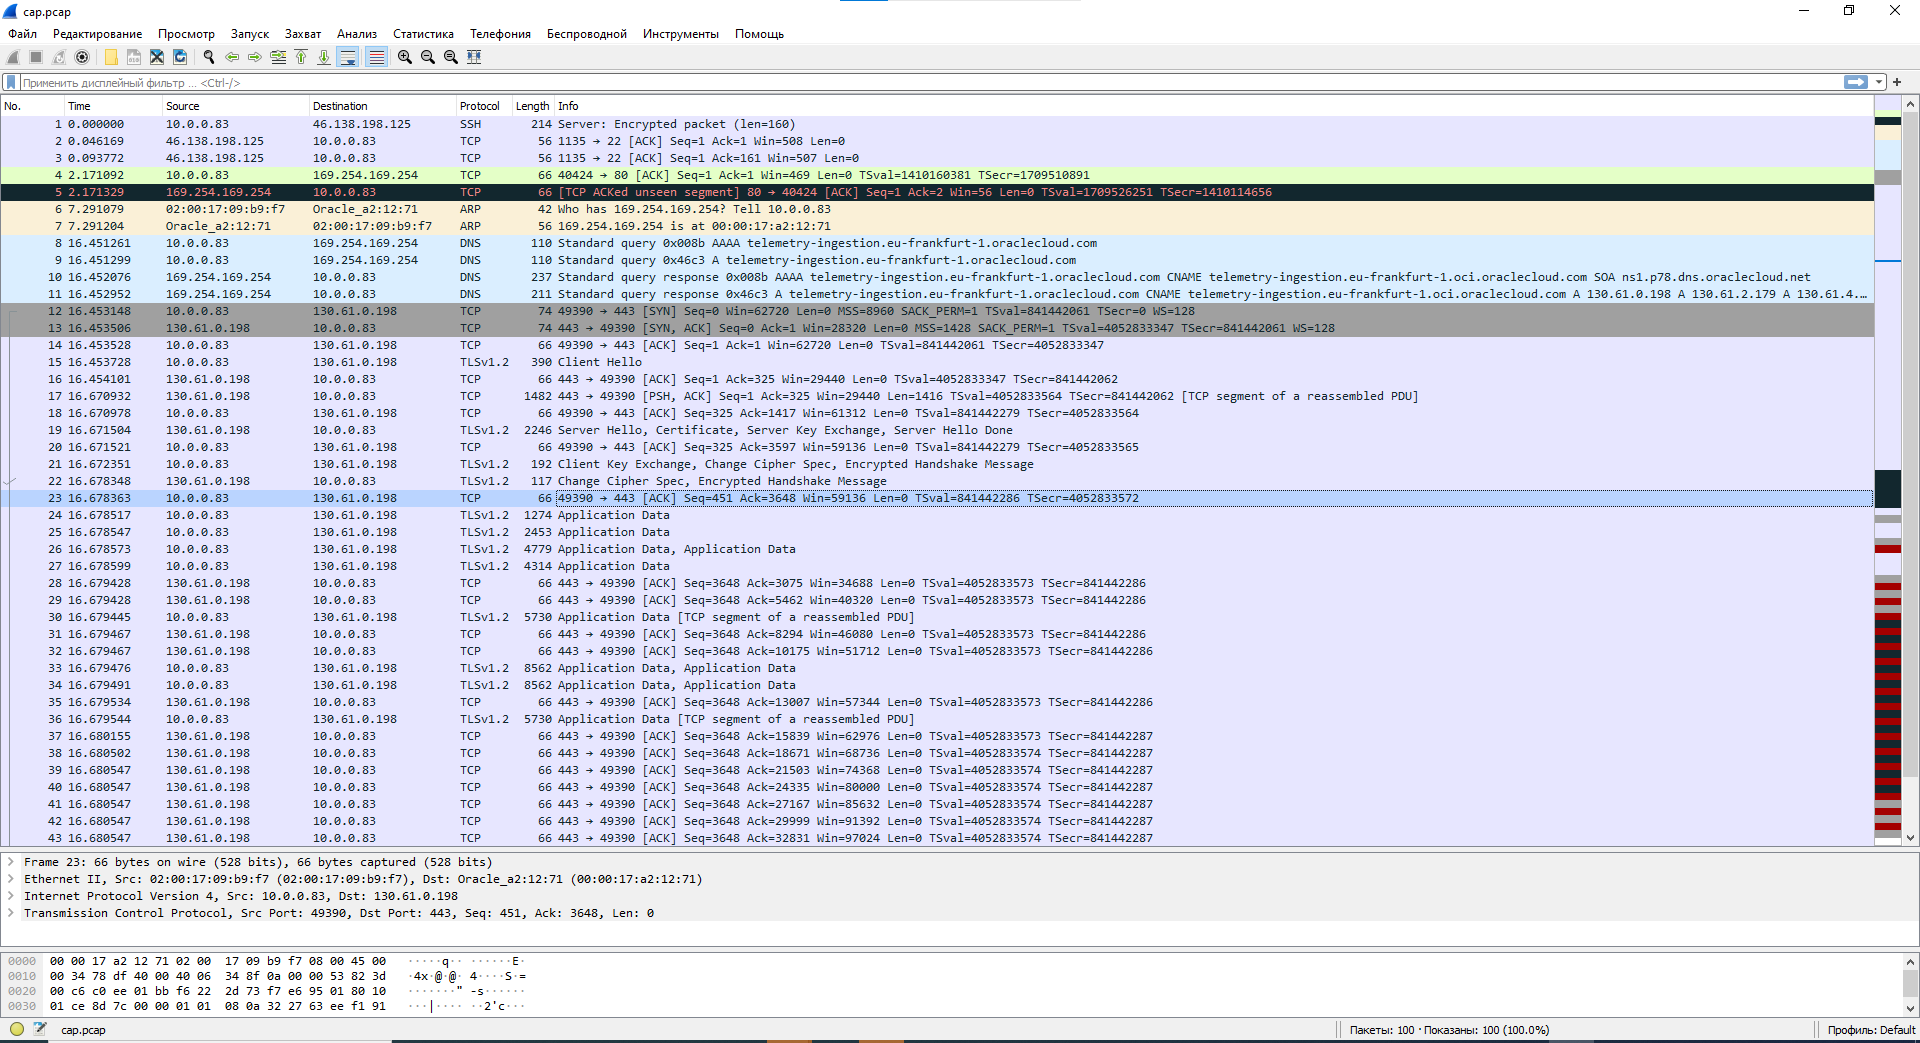 cap.pcap
Файл Редактирование Просмотр Запуск Захват Анализ Статистика Телефония Беспроводной Инструменты Помощь
Применить дисплейный фильтр ... <Ctrl-/>
No. Time Source Destination Protocol Length Info
1 0.000000 10.0.0.83 46.138.198.125 SSH 214 Server: Encrypted packet (len=160)
2 0.046169 46.138.198.125 10.0.0.83 TCP 56 1135 → 22 [ACK] Seq=1 Ack=1 Win=508 Len=0
3 0.093772 46.138.198.125 10.0.0.83 TCP 56 1135 → 22 [ACK] Seq=1 Ack=161 Win=507 Len=0
4 2.171092 10.0.0.83 169.254.169.254 TCP 66 40424 → 80 [ACK] Seq=1 Ack=1 Win=469 Len=0 TSval=1410160381 TSecr=1709510891
5 2.171329 169.254.169.254 10.0.0.83 TCP 66 [TCP ACKed unseen segment] 80 → 40424 [ACK] Seq=1 Ack=2 Win=56 Len=0 TSval=1709526251 TSecr=1410114656
6 7.291079 02:00:17:09:b9:f7 Oracle_a2:12:71 ARP 42 Who has 169.254.169.254? Tell 10.0.0.83
7 7.291204 Oracle_a2:12:71 02:00:17:09:b9:f7 ARP 56 169.254.169.254 is at 00:00:17:a2:12:71
8 16.451261 10.0.0.83 169.254.169.254 DNS 110 Standard query 0x008b AAAA telemetry-ingestion.eu-frankfurt-1.oraclecloud.com
9 16.451299 10.0.0.83 169.254.169.254 DNS 110 Standard query 0x46c3 A telemetry-ingestion.eu-frankfurt-1.oraclecloud.com
10 16.452076 169.254.169.254 10.0.0.83 DNS 237 Standard query response 0x008b AAAA telemetry-ingestion.eu-frankfurt-1.oraclecloud.com CNAME telemetry-ingestion.eu-frankfurt-1.oci.oraclecloud.com SOA ns1.p78.dns.oraclecloud.net
11 16.452952 169.254.169.254 10.0.0.83 DNS 211 Standard query response 0x46c3 A telemetry-ingestion.eu-frankfurt-1.oraclecloud.com CNAME telemetry-ingestion.eu-frankfurt-1.oci.oraclecloud.com A 130.61.0.198 A 130.61.2.179 A 130.61.4...
12 16.453148 10.0.0.83 130.61.0.198 TCP 74 49390 → 443 [SYN] Seq=0 Win=62720 Len=0 MSS=8960 SACK_PERM=1 TSval=841442061 TSecr=0 WS=128
13 16.453506 130.61.0.198 10.0.0.83 TCP 74 443 → 49390 [SYN, ACK] Seq=0 Ack=1 Win=28320 Len=0 MSS=1428 SACK_PERM=1 TSval=4052833347 TSecr=841442061 WS=128
14 16.453528 10.0.0.83 130.61.0.198 TCP 66 49390 → 443 [ACK] Seq=1 Ack=1 Win=62720 Len=0 TSval=841442061 TSecr=4052833347
15 16.453728 10.0.0.83 130.61.0.198 TLSv1.2 390 Client Hello
16 16.454101 130.61.0.198 10.0.0.83 TCP 66 443 → 49390 [ACK] Seq=1 Ack=325 Win=29440 Len=0 TSval=4052833347 TSecr=841442062
17 16.670932 130.61.0.198 10.0.0.83 TCP 1482 443 → 49390 [PSH, ACK] Seq=1 Ack=325 Win=29440 Len=1416 TSval=4052833564 TSecr=841442062 [TCP segment of a reassembled PDU]
18 16.670978 10.0.0.83 130.61.0.198 TCP 66 49390 → 443 [ACK] Seq=325 Ack=1417 Win=61312 Len=0 TSval=841442279 TSecr=4052833564
19 16.671504 130.61.0.198 10.0.0.83 TLSv1.2 2246 Server Hello, Certificate, Server Key Exchange, Server Hello Done
20 16.671521 10.0.0.83 130.61.0.198 TCP 66 49390 → 443 [ACK] Seq=325 Ack=3597 Win=59136 Len=0 TSval=841442279 TSecr=4052833565
21 16.672351 10.0.0.83 130.61.0.198 TLSv1.2 192 Client Key Exchange, Change Cipher Spec, Encrypted Handshake Message
22 16.678348 130.61.0.198 10.0.0.83 TLSv1.2 117 Change Cipher Spec, Encrypted Handshake Message
23 16.678363 10.0.0.83 130.61.0.198 TCP 66 49390 → 443 [ACK] Seq=451 Ack=3648 Win=59136 Len=0 TSval=841442286 TSecr=4052833572
24 16.678517 10.0.0.83 130.61.0.198 TLSv1.2 1274 Application Data
25 16.678547 10.0.0.83 130.61.0.198 TLSv1.2 2453 Application Data
26 16.678573 10.0.0.83 130.61.0.198 TLSv1.2 4779 Application Data, Application Data
27 16.678599 10.0.0.83 130.61.0.198 TLSv1.2 4314 Application Data
28 16.679428 130.61.0.198 10.0.0.83 TCP 66 443 → 49390 [ACK] Seq=3648 Ack=3075 Win=34688 Len=0 TSval=4052833573 TSecr=841442286
29 16.679428 130.61.0.198 10.0.0.83 TCP 66 443 → 49390 [ACK] Seq=3648 Ack=5462 Win=40320 Len=0 TSval=4052833573 TSecr=841442286
30 16.679445 10.0.0.83 130.61.0.198 TLSv1.2 5730 Application Data [TCP segment of a reassembled PDU]
31 16.679467 130.61.0.198 10.0.0.83 TCP 66 443 → 49390 [ACK] Seq=3648 Ack=8294 Win=46080 Len=0 TSval=4052833573 TSecr=841442286
32 16.679467 130.61.0.198 10.0.0.83 TCP 66 443 → 49390 [ACK] Seq=3648 Ack=10175 Win=51712 Len=0 TSval=4052833573 TSecr=841442286
33 16.679476 10.0.0.83 130.61.0.198 TLSv1.2 8562 Application Data, Application Data
34 16.679491 10.0.0.83 130.61.0.198 TLSv1.2 8562 Application Data, Application Data
35 16.679534 130.61.0.198 10.0.0.83 TCP 66 443 → 49390 [ACK] Seq=3648 Ack=13007 Win=57344 Len=0 TSval=4052833573 TSecr=841442286
36 16.679544 10.0.0.83 130.61.0.198 TLSv1.2 5730 Application Data [TCP segment of a reassembled PDU]
37 16.680155 130.61.0.198 10.0.0.83 TCP 66 443 → 49390 [ACK] Seq=3648 Ack=15839 Win=62976 Len=0 TSval=4052833573 TSecr=841442287
38 16.680502 130.61.0.198 10.0.0.83 TCP 66 443 → 49390 [ACK] Seq=3648 Ack=18671 Win=68736 Len=0 TSval=4052833574 TSecr=841442287
39 16.680547 130.61.0.198 10.0.0.83 TCP 66 443 → 49390 [ACK] Seq=3648 Ack=21503 Win=74368 Len=0 TSval=4052833574 TSecr=841442287
40 16.680547 130.61.0.198 10.0.0.83 TCP 66 443 → 49390 [ACK] Seq=3648 Ack=24335 Win=80000 Len=0 TSval=4052833574 TSecr=841442287
41 16.680547 130.61.0.198 10.0.0.83 TCP 66 443 → 49390 [ACK] Seq=3648 Ack=27167 Win=85632 Len=0 TSval=4052833574 TSecr=841442287
42 16.680547 130.61.0.198 10.0.0.83 TCP 66 443 → 49390 [ACK] Seq=3648 Ack=29999 Win=91392 Len=0 TSval=4052833574 TSecr=841442287
43 16.680547 130.61.0.198 10.0.0.83 TCP 66 443 → 49390 [ACK] Seq=3648 Ack=32831 Win=97024 Len=0 TSval=4052833574 TSecr=841442287
Frame 23: 66 bytes on wire (528 bits), 66 bytes captured (528 bits)
Ethernet II, Src: 02:00:17:09:b9:f7 (02:00:17:09:b9:f7), Dst: Oracle_a2:12:71 (00:00:17:a2:12:71)
Internet Protocol Version 4, Src: 10.0.0.83, Dst: 130.61.0.198
Transmission Control Protocol, Src Port: 49390, Dst Port: 443, Seq: 451, Ack: 3648, Len: 0
0000 00 00 17 a2 12 71 02 00 17 09 b9 f7 08 00 45 00 ·····q·· ······E·
0010 00 34 78 df 40 00 40 06 34 8f 0a 00 00 53 82 3d ·4x·@·@· 4····S·=
0020 00 c6 c0 ee 01 bb f6 22 2d 73 f7 e6 95 01 80 10 ·······" -s······
0030 01 ce 8d 7c 00 00 01 01 08 0a 32 27 63 ee f1 91 ···|···· ··2'c···
cap.pcap
Пакеты: 100 · Показаны: 100 (100.0%)
Профиль: Default